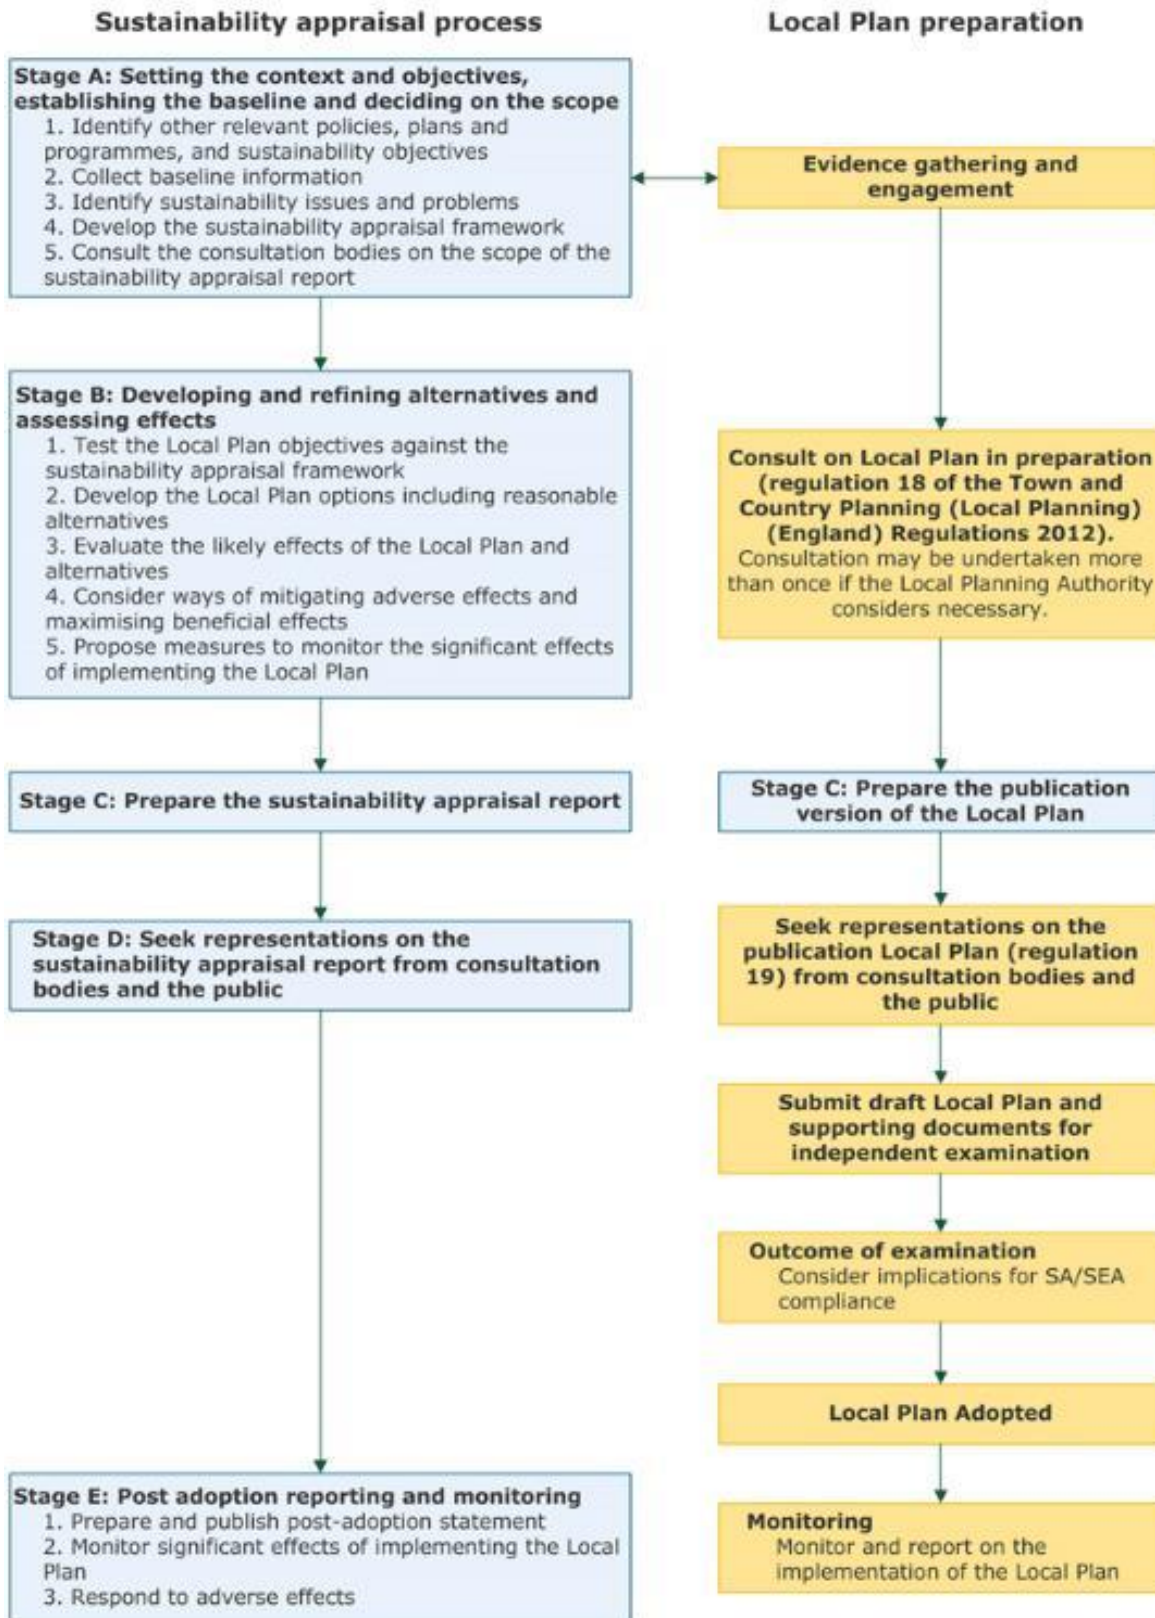 Sustainability appraisal process
Local Plan preparation
Stage A: Setting the context and objectives,
establishing the baseline and deciding on the scope
1. Identify other relevant policies, plans and
programmes, and sustainability objectives
2. Collect baseline information
3. Identify sustainability issues and problems
4. Develop the sustainability appraisal framework
5. Consult the consultation bodies on the scope of the
sustainability appraisal report
Evidence gathering and
engagement
Stage B: Developing and refining alternatives and
assessing effects
1. Test the Local Plan objectives against the
sustainability appraisal framework
2. Develop the Local Plan options including reasonable
alternatives
3. Evaluate the likely effects of the Local Plan and
alternatives
4. Consider ways of mitigating adverse effects and
maximising beneficial effects
5. Propose measures to monitor the significant effects
of implementing the Local Plan
Consult on Local Plan in preparation
(regulation 18 of the Town and
Country Planning (Local Planning)
(England) Regulations 2012).
Consultation may be undertaken more
than once if the Local Planning Authority
considers necessary.
Stage C: Prepare the sustainability appraisal report
Stage C: Prepare the publication
version of the Local Plan
Stage D: Seek representations on the
sustainability appraisal report from consultation
bodies and the public
Seek representations on the
publication Local Plan (regulation
19) from consultation bodies and
the public
Submit draft Local Plan and
supporting documents for
independent examination
Outcome of examination
Consider implications for SA/SEA
compliance
Local Plan Adopted
Stage E: Post adoption reporting and monitoring
1. Prepare and publish post-adoption statement
2. Monitor significant effects of implementing the Local
Plan
3. Respond to adverse effects
Monitoring
Monitor and report on the
implementation of the Local Plan